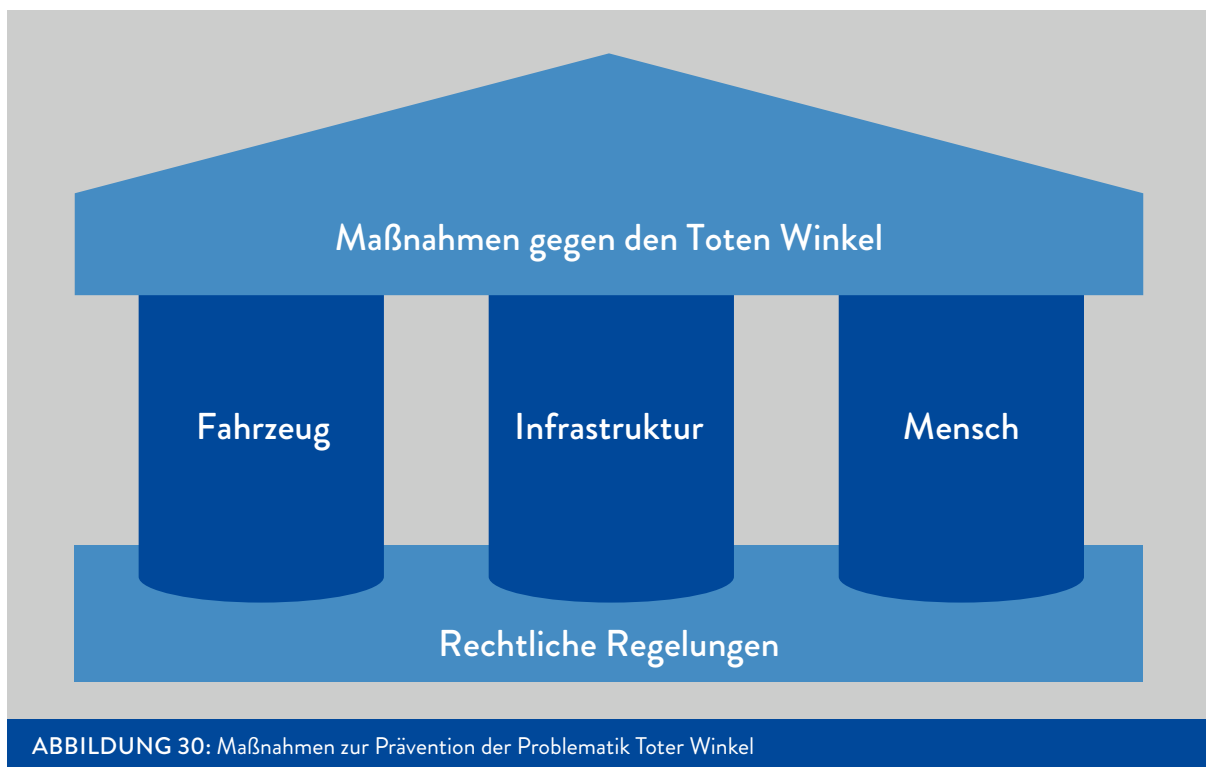 Maßnahmen gegen den Toten Winkel
Fahrzeug
Infrastruktur
Mensch
Rechtliche Regelungen
ABBILDUNG 30: Maßnahmen zur Prävention der Problematik Toter Winkel